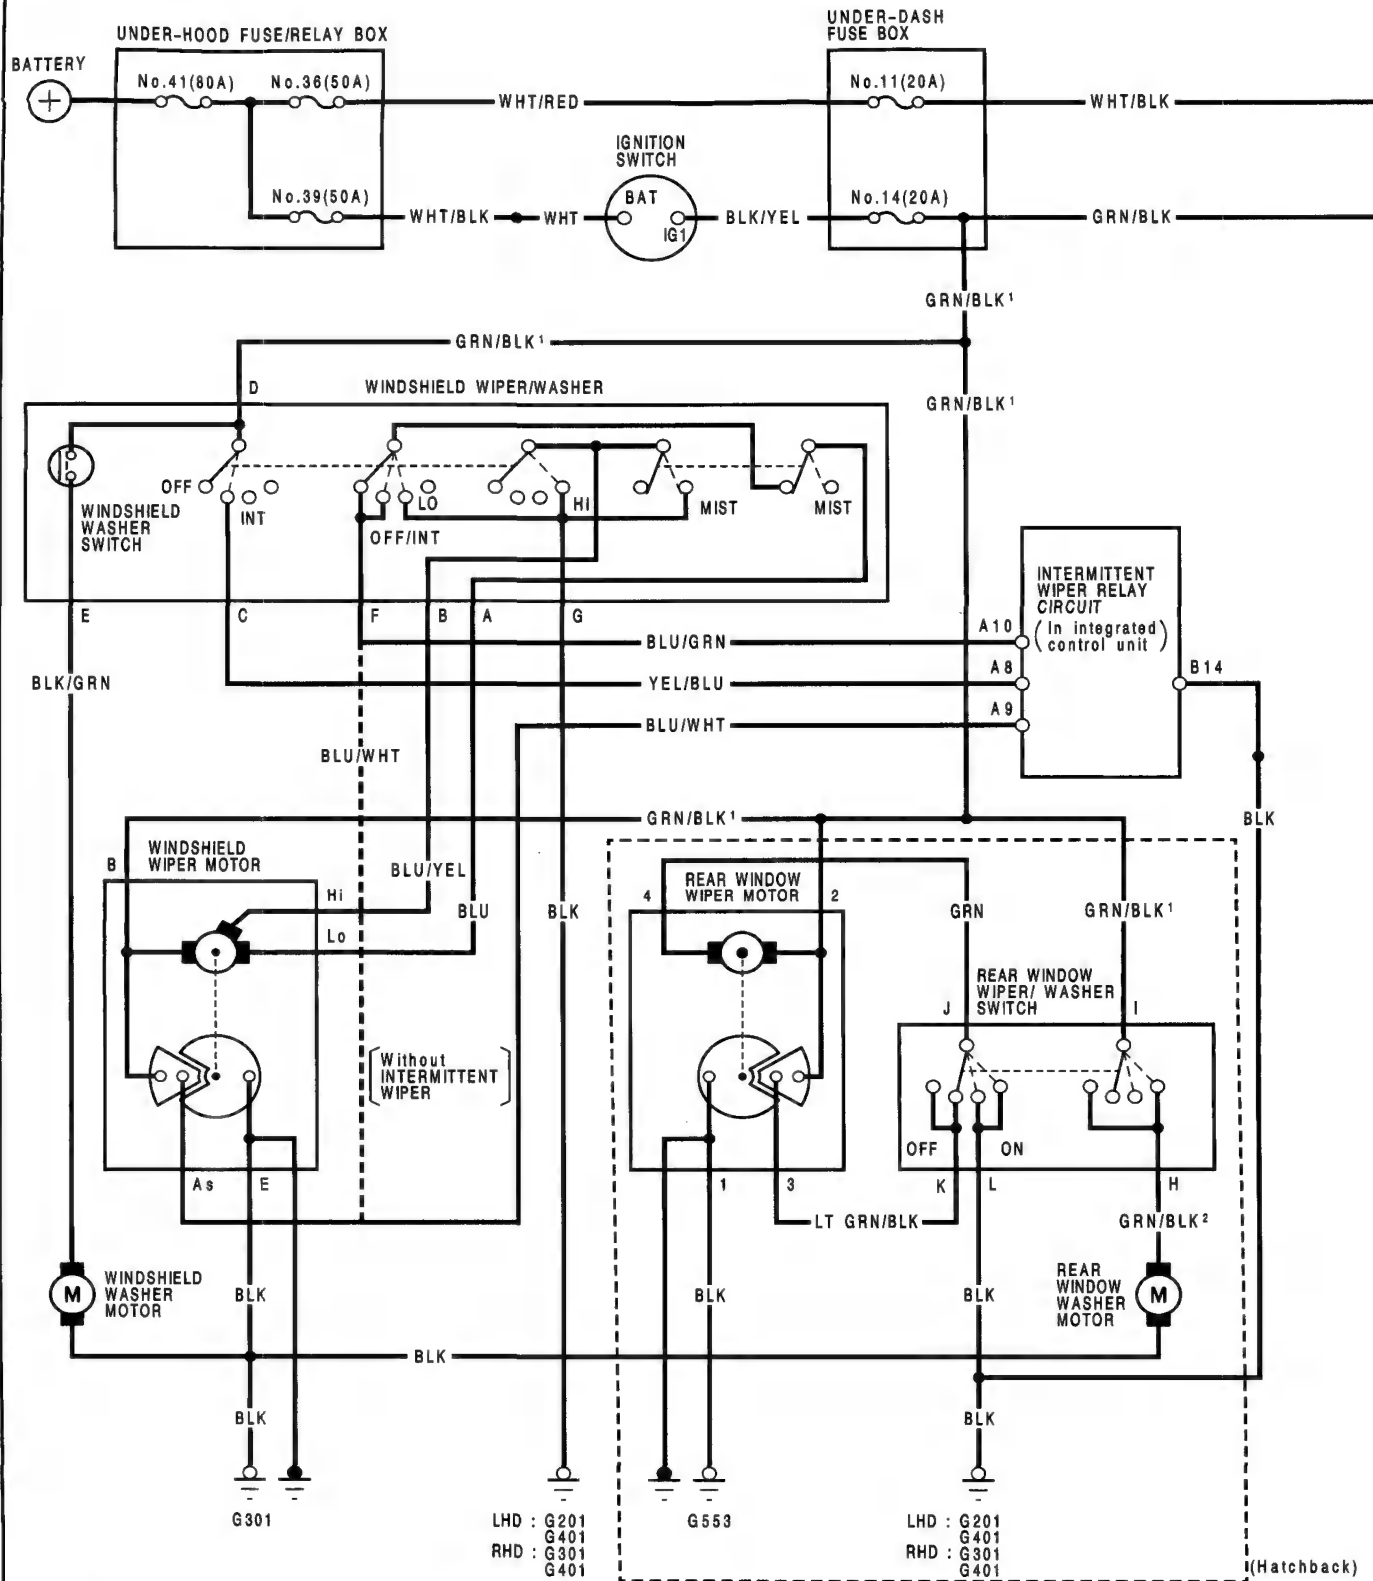 UNDER-DASH
FUSE BOX
UNDER-HOOD FUSE/RELAY BOX
BATTERY
No.41(80A)
No.36(50A)
No.11(20A)
WHT/RED
WHT/BLK
IGNITION
SWITCH
No.39(50A)
BAT
No.14(20A)
WHT/BLK
WHT
BLK/YEL
GRN/BLK
IG1
GRN/BLK¹
GRN/BLK¹
D
WINDSHIELD WIPER/WASHER
GRN/BLK¹
OFF
INT
LO
HI
MIST
MIST
WINDSHIELD
WASHER
SWITCH
OFF/INT
INTERMITTENT
WIPER RELAY
CIRCUIT
(In integrated
control unit)
E
C
F
B
A
G
A10
BLU/GRN
A8
B14
BLK/GRN
YEL/BLU
A9
BLU/WHT
BLU/WHT
GRN/BLK¹
BLK
B
WINDSHIELD
WIPER MOTOR
BLU/YEL
REAR WINDOW
WIPER MOTOR
Hi
4
2
BLU
BLK
GRN
GRN/BLK¹
Lo
REAR WINDOW
WIPER/ WASHER
SWITCH
J
I
Without
INTERMITTENT
WIPER
OFF
ON
As
E
1
3
K
L
H
LT GRN/BLK
GRN/BLK²
WINDSHIELD
WASHER
MOTOR
M
BLK
BLK
BLK
REAR
WINDOW
WASHER
MOTOR
M
BLK
BLK
BLK
G301
LHD : G201
G401
RHD : G301
G401
G553
LHD : G201
G401
RHD : G301
G401
(Hatchback)